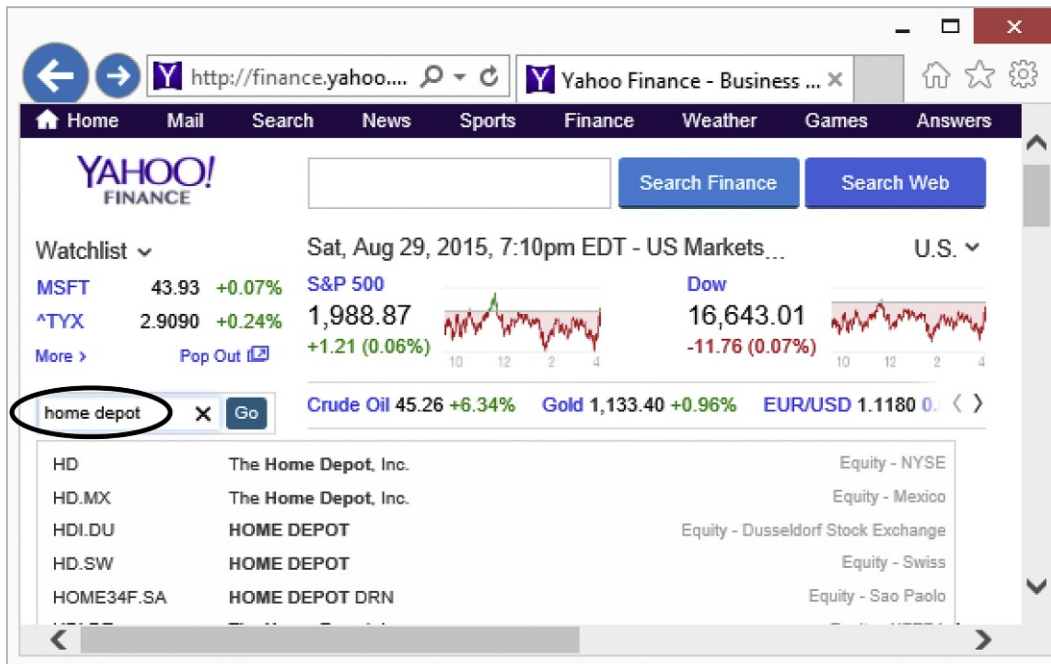 http://finance.yahoo....
Yahoo Finance - Business ...
Home Mail Search News Sports Finance Weather Games Answers
YAHOO!
FINANCE
Search Finance
Search Web
Watchlist
Sat, Aug 29, 2015, 7:10pm EDT - US Markets...
U.S.
MSFT 43.93 +0.07%
^TYX 2.9090 +0.24%
More >
Pop Out
S&P 500
1,988.87
+1.21 (0.06%)
10 12 2 4
Dow
16,643.01
-11.76 (0.07%)
10 12 2 4
home depot
Go
Crude Oil 45.26 +6.34% Gold 1,133.40 +0.96% EUR/USD 1.1180
HD The Home Depot, Inc. Equity - NYSE
HD.MX The Home Depot, Inc. Equity - Mexico
HDI.DU HOME DEPOT Equity - Dusseldorf Stock Exchange
HD.SW HOME DEPOT Equity - Swiss
HOME34F.SA HOME DEPOT DRN Equity - Sao Paolo